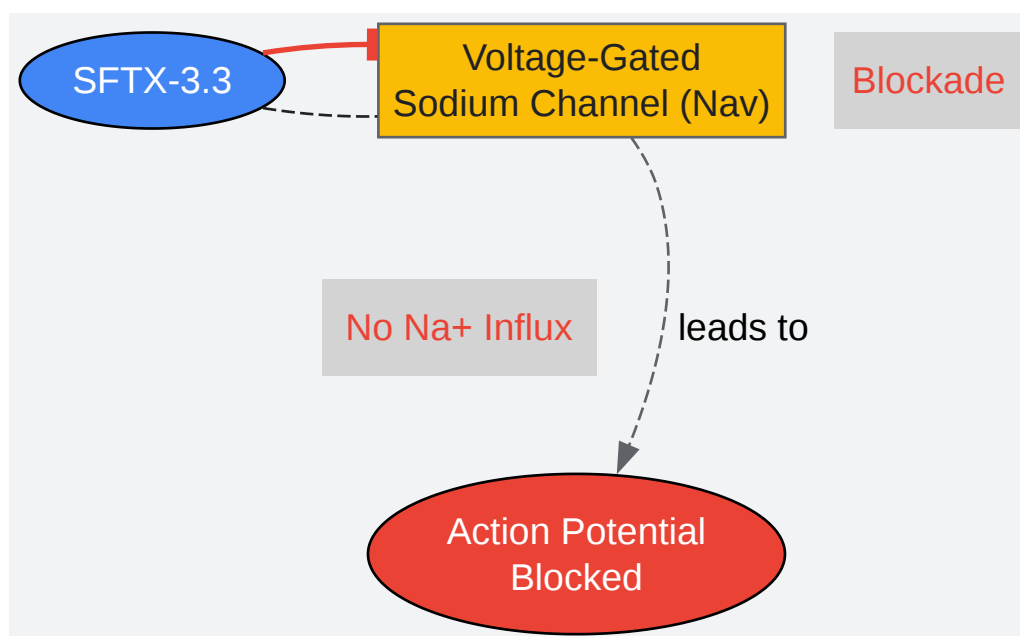 SFTX-3.3
Voltage-Gated
Sodium Channel (Nav)
Blockade
No Na+ Influx
leads to
Action Potential
Blocked